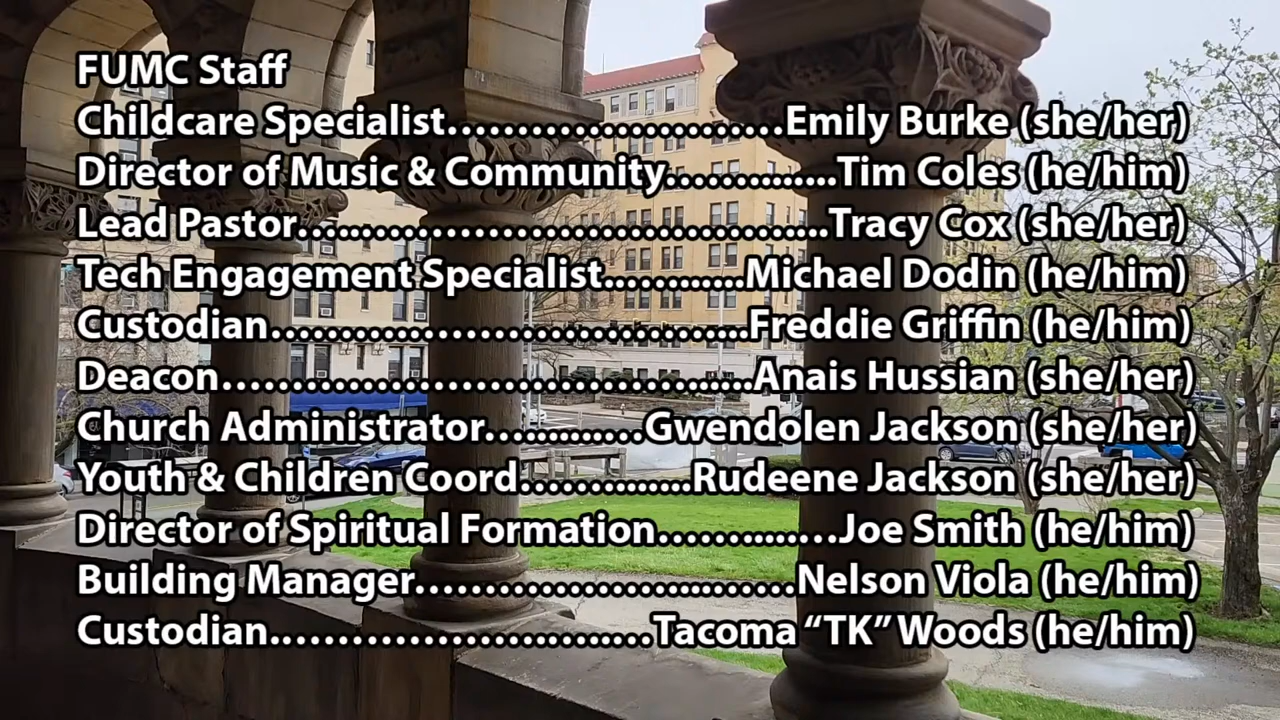 FUMC Staff
Childcare Specialist..............................Emily Burke (she/her)
Director of Music & Community...............Tim Coles (he/him)
Lead Pastor...............................................Tracy Cox (she/her)
Tech Engagement Specialist.............Michael Dodin (he/him)
Custodian..........................................Freddie Griffin (he/him)
Deacon...............................................Anais Hussian (she/her)
Church Administrator..............Gwendolen Jackson (she/her)
Youth & Children Coord...............Rudeene Jackson (she/her)
Director of Spiritual Formation................Joe Smith (he/him)
Building Manager..................................Nelson Viola (he/him)
Custodian..................................Tacoma “TK” Woods (he/him)